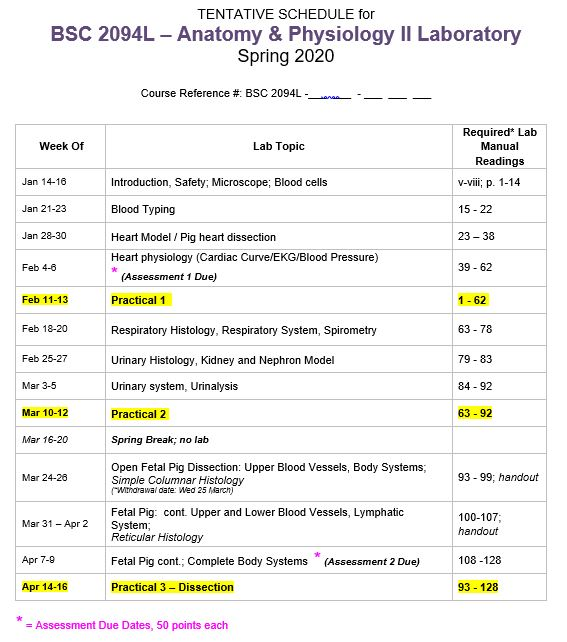 TENTATIVE SCHEDULE for
BSC 2094L – Anatomy & Physiology II Laboratory
Spring 2020
Course Reference #: BSC 2094L -_______ - ___ ___ ___
Week Of Lab Topic Required* Lab Manual Readings
Jan 14-16 Introduction, Safety; Microscope; Blood cells v-viii; p. 1-14
Jan 21-23 Blood Typing 15 - 22
Jan 28-30 Heart Model / Pig heart dissection 23 – 38
Feb 4-6 Heart physiology (Cardiac Curve/EKG/Blood Pressure) 39 - 62
* (Assessment 1 Due)
Feb 11-13 Practical 1 1 - 62
Feb 18-20 Respiratory Histology, Respiratory System, Spirometry 63 - 78
Feb 25-27 Urinary Histology, Kidney and Nephron Model 79 - 83
Mar 3-5 Urinary system, Urinalysis 84 - 92
Mar 10-12 Practical 2 63 - 92
Mar 16-20 Spring Break; no lab
Mar 24-26 Open Fetal Pig Dissection: Upper Blood Vessels, Body Systems; 93 - 99; handout
Simple Columnar Histology
(*Withdrawal date: Wed 25 March)
Mar 31 – Apr 2 Fetal Pig: cont. Upper and Lower Blood Vessels, Lymphatic 100-107;
System; handout
Reticular Histology
Apr 7-9 Fetal Pig cont.; Complete Body Systems * (Assessment 2 Due) 108 -128
Apr 14-16 Practical 3 – Dissection 93 - 128
* = Assessment Due Dates, 50 points each